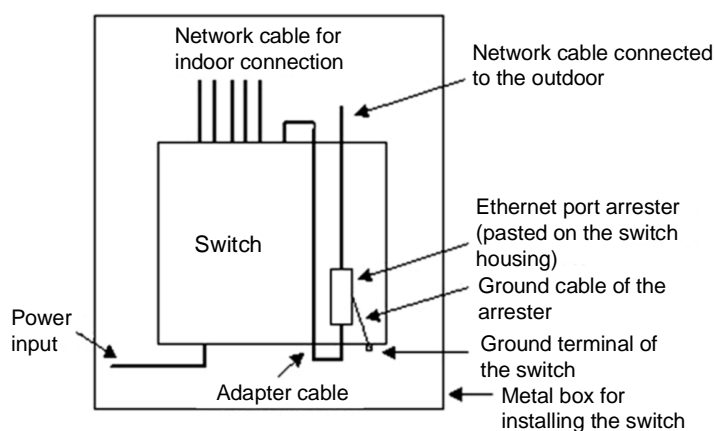 Network cable for
indoor connection
Network cable connected
to the outdoor
Ethernet port arrester
(pasted on the switch
housing)
Switch
Ground cable of the
arrester
Power
input
Ground terminal of
the switch
Adapter cable
Metal box for
installing the switch